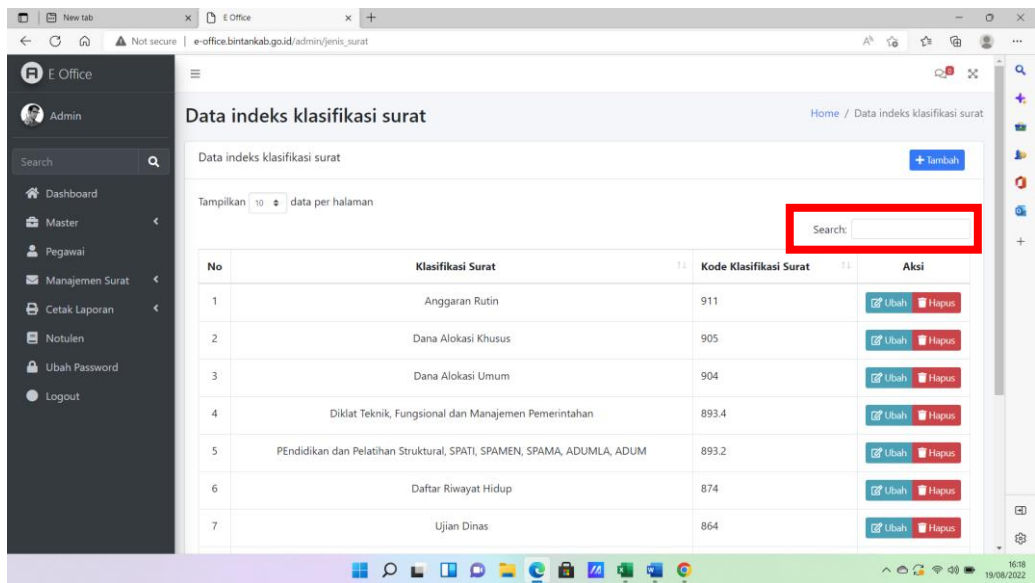 New tab
E Office
Not secure
e-office.bintankab.go.id/admin/jenis_surat
E Office
Admin
Search
Dashboard
Master
Pegawai
Manajemen Surat
Cetak Laporan
Notulen
Ubah Password
Logout
Data indeks klasifikasi surat
Home / Data indeks klasifikasi surat
Data indeks klasifikasi surat
+ Tambah
Tampilkan 10 data per halaman
Search:
No Klasifikasi Surat Kode Klasifikasi Surat Aksi
1 Anggaran Rutin 911 Ubah Hapus
2 Dana Alokasi Khusus 905 Ubah Hapus
3 Dana Alokasi Umum 904 Ubah Hapus
4 Diklat Teknik, Fungsional dan Manajemen Pemerintahan 893.4 Ubah Hapus
5 PEndidikan dan Pelatihan Struktural, SPATI, SPAMEN, SPAMA, ADUMLA, ADUM 893.2 Ubah Hapus
6 Daftar Riwayat Hidup 874 Ubah Hapus
7 Ujian Dinas 864 Ubah Hapus
16:18
19/08/2022